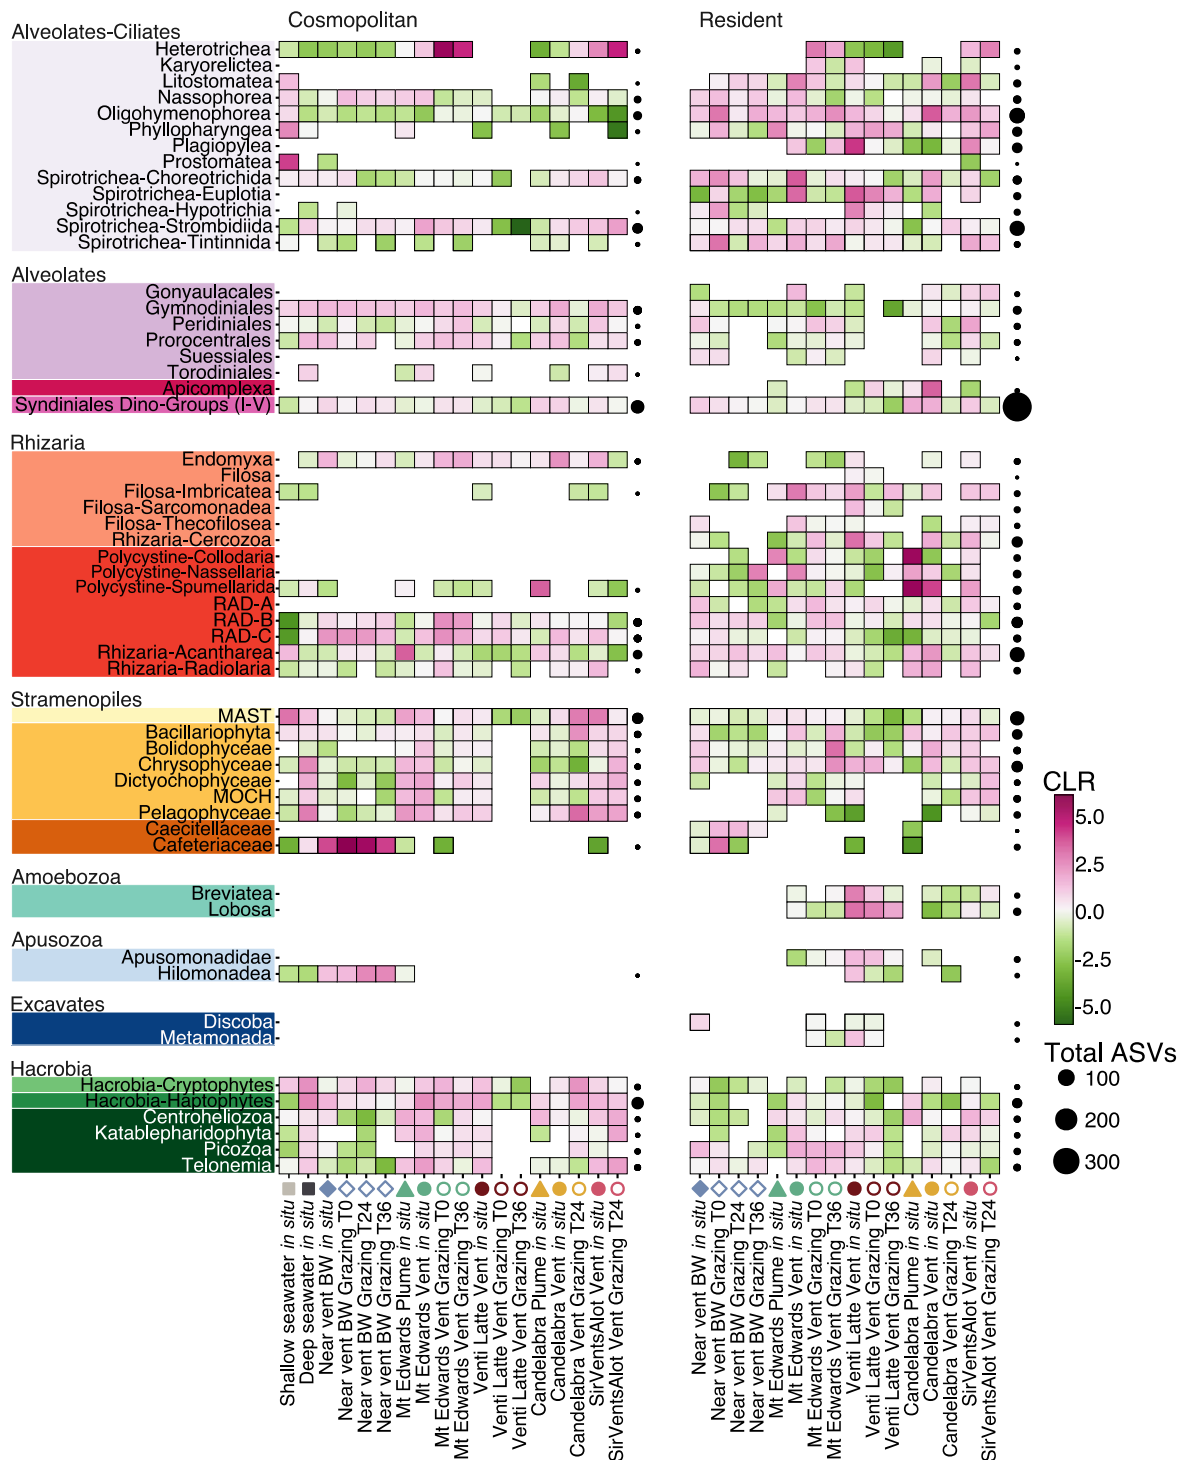 Cosmopolitan
Resident
Alveolates-Ciliates
Heterotrichea
Karyorelictea
Litostomatea
Nassophorea
Oligohymenophorea
Phyllopharyngea
Plagiopylea
Prostomatea
Spirotrichea-Choreotrichida
Spirotrichea-Euplotia
Spirotrichea-Hypotrichia
Spirotrichea-Strombidiida
Spirotrichea-Tintinnida
Alveolates
Gonyaulacales
Gymnodiniales
Peridiniales
Prorocentrales
Suessiales
Torodiniales
Apicomplexa
Syndiniales Dino-Groups (I-V)
Rhizaria
Endomyxa
Filosa
Filosa-Imbricatea
Filosa-Sarcomonadea
Filosa-Thecofilosea
Rhizaria-Cercozoa
Polycystine-Collodaria
Polycystine-Nassellaria
Polycystine-Spumellarida
RAD-A
RAD-B
RAD-C
Rhizaria-Acantharea
Rhizaria-Radiolaria
Stramenopiles
MAST
Bacillariophyta
Bolidophyceae
Chrysophyceae
Dictyochophyceae
MOCH
Pelagophyceae
Caecitellaceae
Cafeteriaceae
Amoebozoa
Breviatea
Lobosa
Apusozoa
Apusomonadidae
Hilomonadea
Excavates
Discoba
Metamonada
Hacrobia
Hacrobia-Cryptophytes
Hacrobia-Haptophytes
Centroheliozoa
Katablepharidophyta
Picozoa
Telonemia
Shallow seawater in situ
Deep seawater in situ
Near vent BW in situ
Near vent BW Grazing T0
Near vent BW Grazing T24
Near vent BW Grazing T36
Mt Edwards Plume in situ
Mt Edwards Vent in situ
Mt Edwards Vent Grazing T0
Mt Edwards Vent Grazing T36
Venti Latte Vent in situ
Venti Latte Vent Grazing T0
Venti Latte Vent Grazing T36
Candelabra Plume in situ
Candelabra Vent in situ
Candelabra Vent Grazing T24
SirVentsAlot Vent in situ
SirVentsAlot Vent Grazing T24
Near vent BW in situ
Near vent BW Grazing T0
Near vent BW Grazing T24
Near vent BW Grazing T36
Mt Edwards Plume in situ
Mt Edwards Vent in situ
Mt Edwards Vent Grazing T0
Mt Edwards Vent Grazing T36
Venti Latte Vent in situ
Venti Latte Vent Grazing T0
Venti Latte Vent Grazing T36
Candelabra Plume in situ
Candelabra Vent in situ
Candelabra Vent Grazing T24
SirVentsAlot Vent in situ
SirVentsAlot Vent Grazing T24
CLR
5.0
2.5
0.0
-2.5
-5.0
Total ASVs
100
200
300